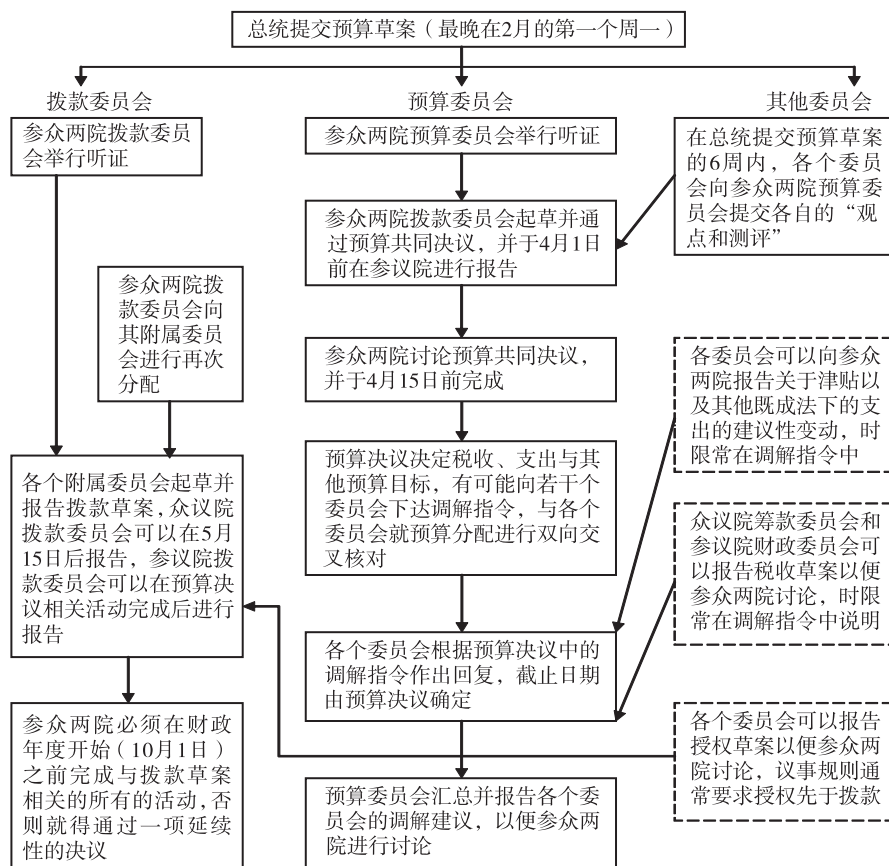 总统提交预算草案（最晚在2月的第一个周一）
拨款委员会
参众两院拨款委员
会举行听证
参众两院拨
款委员会向
其附属委员
会进行再次
分配
各个附属委员会起草并
报告拨款草案，众议院
拨款委员会可以在5月
15日后报告，参议院拨
款委员会可以在预算决
议相关活动完成后进行
报告
参众两院必须在财政
年度开始（10月1日）
之前完成与拨款草案
相关的所有的活动，否
则就得通过一项延续
性的决议
预算委员会
参众两院预算委员会举行听证
参众两院拨款委员会起草并通
过预算共同决议，并于4月1日
前在参议院进行报告
参众两院讨论预算共同决议，
并于4月15日前完成
预算决议决定税收、支出与其
他预算目标，有可能向若干个
委员会下达调解指令，与各个
委员会就预算分配进行双向交
叉核对
各个委员会根据预算决议中的
调解指令作出回复，截止日期
由预算决议确定
预算委员会汇总并报告各个委
员会的调解建议，以便参众两
院进行讨论
其他委员会
在总统提交预算草案
的6周内，各个委员
会向参众两院预算委
员会提交各自的“观
点和测评”
各委员会可以向参众
两院报告关于津贴以
及其他既成法下的支
出的建议性变动，时
限常在调解指令中
众议院筹款委员会和
参议院财政委员会可
以报告税收草案以便
参众两院讨论，时限
常在调解指令中说明
各个委员会可以报告
授权草案以便参众两
院讨论，议事规则通
常要求授权先于拨款